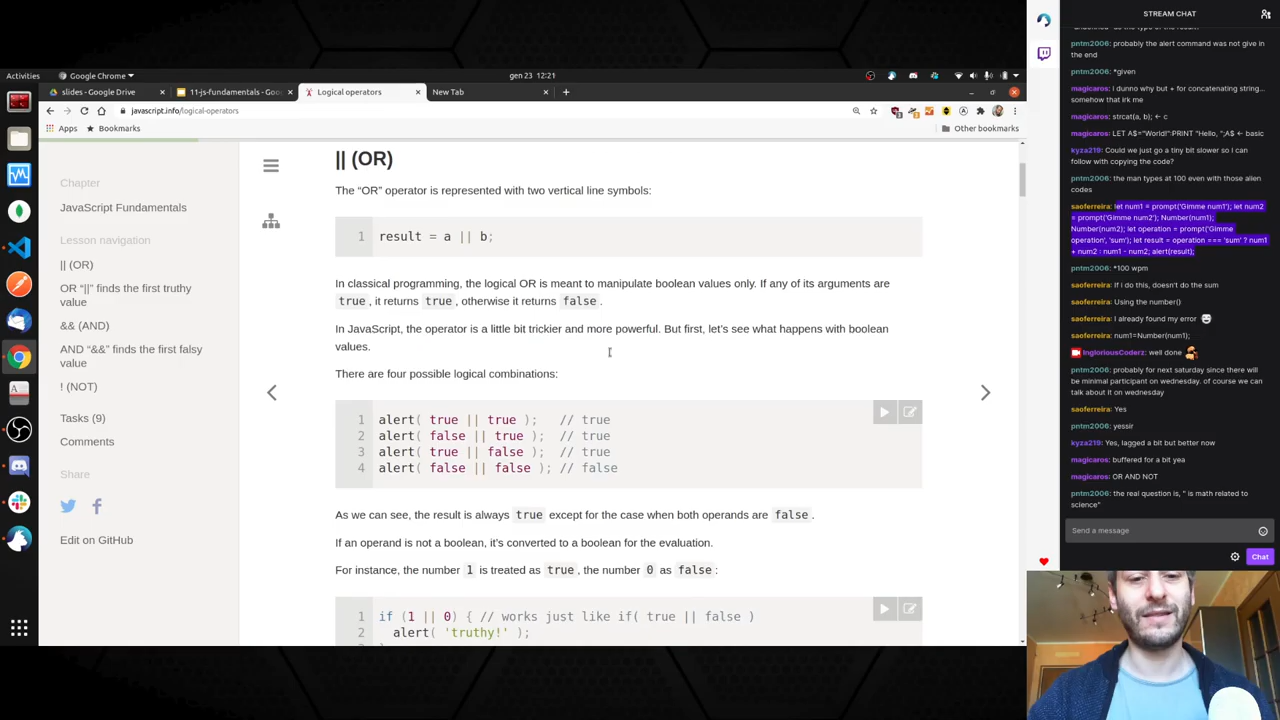 Activities
Google Chrome
gen 23 12:21
slides - Google Drive
11-js-fundamentals - Goog
Logical operators
New Tab
javascript.info/logical-operators
Apps
Bookmarks
Other bookmarks
Chapter
JavaScript Fundamentals
Lesson navigation
|| (OR)
OR “||” finds the first truthy
value
&& (AND)
AND “&&” finds the first falsy
value
! (NOT)
Tasks (9)
Comments
Share
Edit on GitHub
|| (OR)
The “OR” operator is represented with two vertical line symbols:
1 result = a || b;
In classical programming, the logical OR is meant to manipulate boolean values only. If any of its arguments are
true, it returns true, otherwise it returns false.
In JavaScript, the operator is a little bit trickier and more powerful. But first, let’s see what happens with boolean
values.
There are four possible logical combinations:
1 alert( true || true ); // true
2 alert( false || true ); // true
3 alert( true || false ); // true
4 alert( false || false ); // false
As we can see, the result is always true except for the case when both operands are false.
If an operand is not a boolean, it’s converted to a boolean for the evaluation.
For instance, the number 1 is treated as true, the number 0 as false:
1 if (1 || 0) { // works just like if( true || false )
2 alert( 'truthy!' );
STREAM CHAT
pntm2006: probably the alert command was not give in
the end
pntm2006: *given
magicaros: I dunno why but + for concatenating string...
somehow that irk me
magicaros: strcat(a, b); <- c
magicaros: LET A$="World!":PRINT "Hello, ";A$ <- basic
kyza219: Could we just go a tiny bit slower so I can
follow with copying the code?
pntm2006: the man types at 100 even with those alien
codes
saoferreira: let num1 = prompt('Gimme num1'); let num2
= prompt('Gimme num2'); Number(num1);
Number(num2); let operation = prompt('Gimme
operation', 'sum'); let result = operation === 'sum' ? num1
+ num2 : num1 - num2; alert(result);
pntm2006: *100 wpm
saoferreira: If i do this, doesn't do the sum
saoferreira: Using the number()
saoferreira: I already found my error
saoferreira: num1=Number(num1);
IngloriousCoderz: well done
pntm2006: probably for next saturday since there will
be minimal participant on wednesday. of course we can
talk about it on wednesday
saoferreira: Yes
pntm2006: yessir
kyza219: Yes, lagged a bit but better now
magicaros: buffered for a bit yea
magicaros: OR AND NOT
pntm2006: the real question is, " is math related to
science"
Send a message
Chat